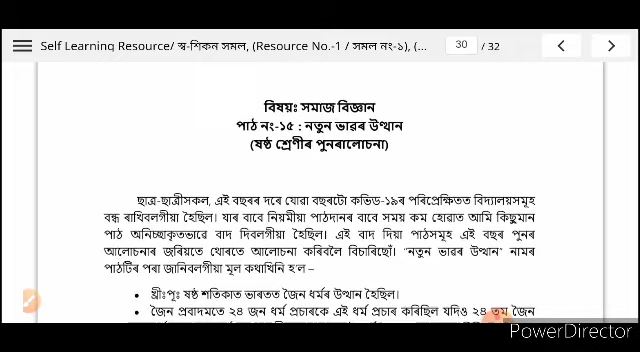 Self Learning Resource/ স্ব-শিকন সমল, (Resource No.-1 / সমল নং-১), (... 30 / 32
বিষয়ঃ সমাজ বিজ্ঞান
পাঠ নং-১৫ : নতুন ভাৱৰ উত্থান
(ষষ্ঠ শ্ৰেণীৰ পুনৰালোচনা)
ছাত্ৰ-ছাত্ৰীসকল, এই বছৰৰ দৰে যোৱা বছৰটো কভিড-১৯ৰ পৰিপ্ৰেক্ষিতত বিদ্যালয়সমূহ
বন্ধ ৰাখিবলগীয়া হৈছিল। যাৰ বাবে নিয়মীয়া পাঠদানৰ বাবে সময় কম হোৱাত আমি কিছুমান
পাঠ অনিচ্ছাকৃতভাৱে বাদ দিবলগীয়া হৈছিল। এই বাদ দিয়া পাঠসমূহ এই বছৰ পুনৰ
আলোচনাৰ জৰিয়তে থোৰতে আলোচনা কৰিবলৈ বিচাৰিছোঁ। "নতুন ভাৱৰ উত্থান" নামৰ
পাঠটিৰ পৰা জানিবলগীয়া মূল কথাখিনি হ'ল –
• খ্ৰীঃপূঃ ষষ্ঠ শতিকাত ভাৰতত জৈন ধৰ্মৰ উত্থান হৈছিল।
• জৈন প্ৰবাদমতে ২৪ জন ধৰ্ম প্ৰচাৰকে এই ধৰ্ম প্ৰচাৰ কৰিছিল যদিও ২৪ তম জৈন
PowerDirector